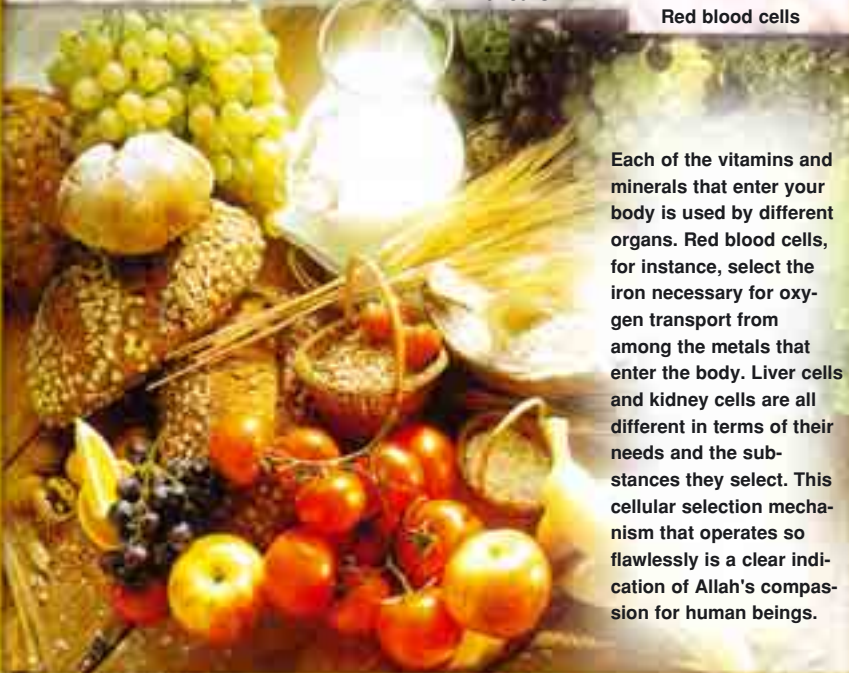 Red blood cells
Each of the vitamins and
minerals that enter your
body is used by different
organs. Red blood cells,
for instance, select the
iron necessary for oxy-
gen transport from
among the metals that
enter the body. Liver cells
and kidney cells are all
different in terms of their
needs and the sub-
stances they select. This
cellular selection mecha-
nism that operates so
flawlessly is a clear indi-
cation of Allah's compas-
sion for human beings.